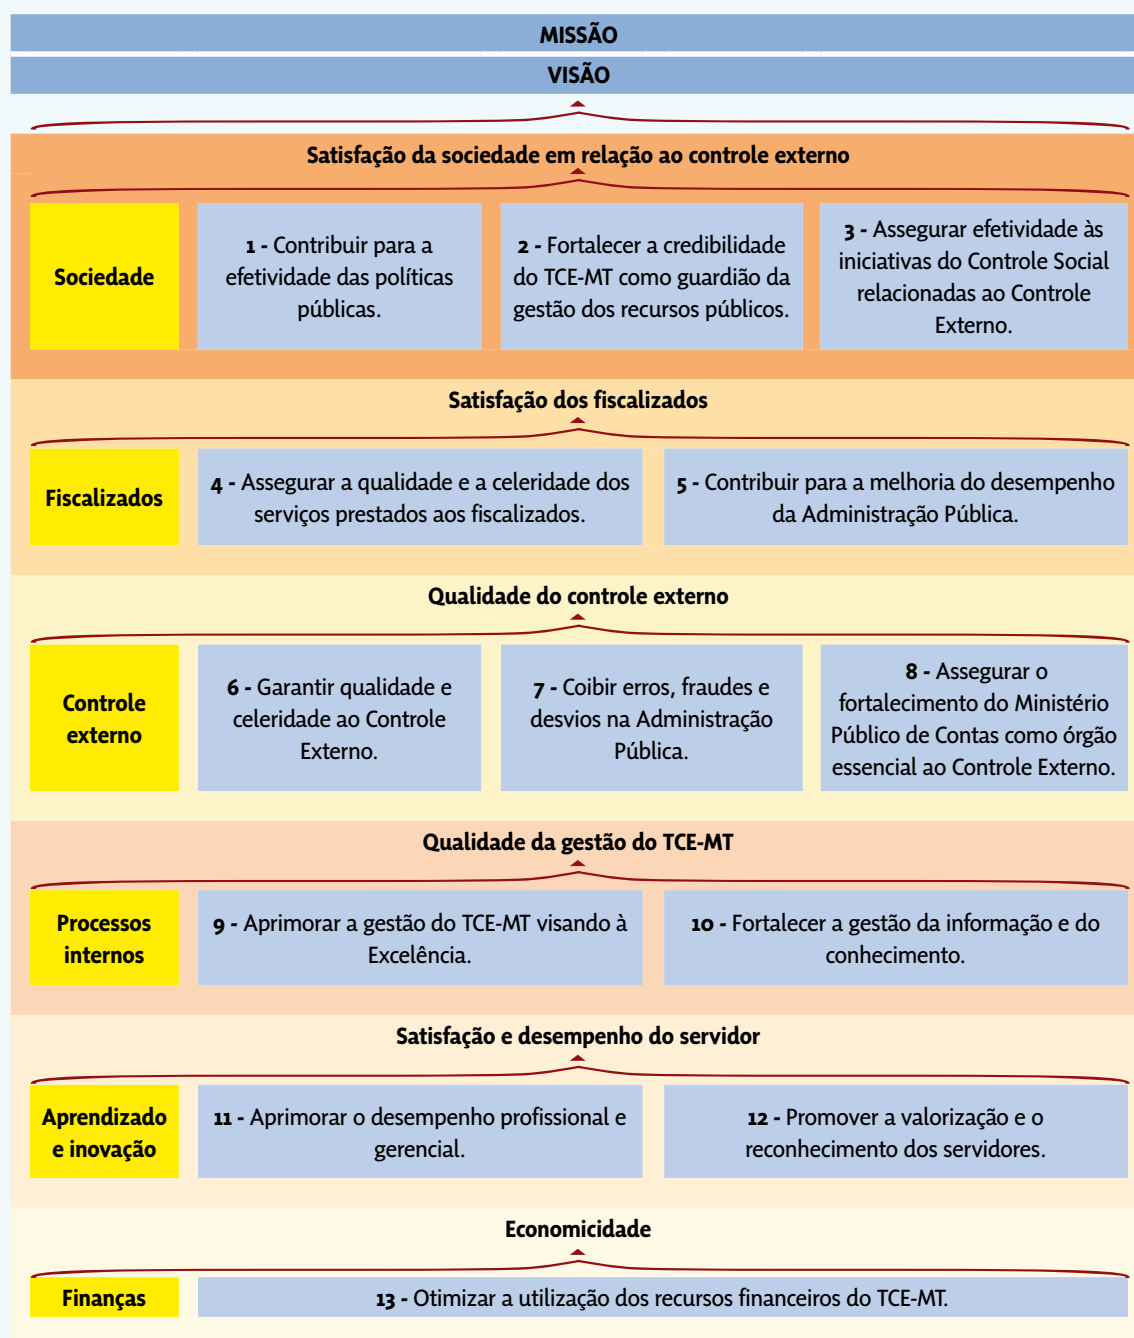 MISSÃO
VISÃO
Satisfação da sociedade em relação ao controle externo
Sociedade
1 - Contribuir para a
efetividade das políticas
públicas.
2 - Fortalecer a credibilidade
do TCE-MT como guardião da
gestão dos recursos públicos.
3 - Assegurar efetividade às
iniciativas do Controle Social
relacionadas ao Controle
Externo.
Satisfação dos fiscalizados
Fiscalizados
4 - Assegurar a qualidade e a celeridade dos
serviços prestados aos fiscalizados.
5 - Contribuir para a melhoria do desempenho
da Administração Pública.
Qualidade do controle externo
Controle
externo
6 - Garantir qualidade e
celeridade ao Controle
Externo.
7 - Coibir erros, fraudes e
desvios na Administração
Pública.
8 - Assegurar o
fortalecimento do Ministério
Público de Contas como órgão
essencial ao Controle Externo.
Qualidade da gestão do TCE-MT
Processos
internos
9 - Aprimorar a gestão do TCE-MT visando à
Excelência.
10 - Fortalecer a gestão da informação e do
conhecimento.
Satisfação e desempenho do servidor
Aprendizado
e inovação
11 - Aprimorar o desempenho profissional e
gerencial.
12 - Promover a valorização e o
reconhecimento dos servidores.
Economicidade
Finanças
13 - Otimizar a utilização dos recursos financeiros do TCE-MT.